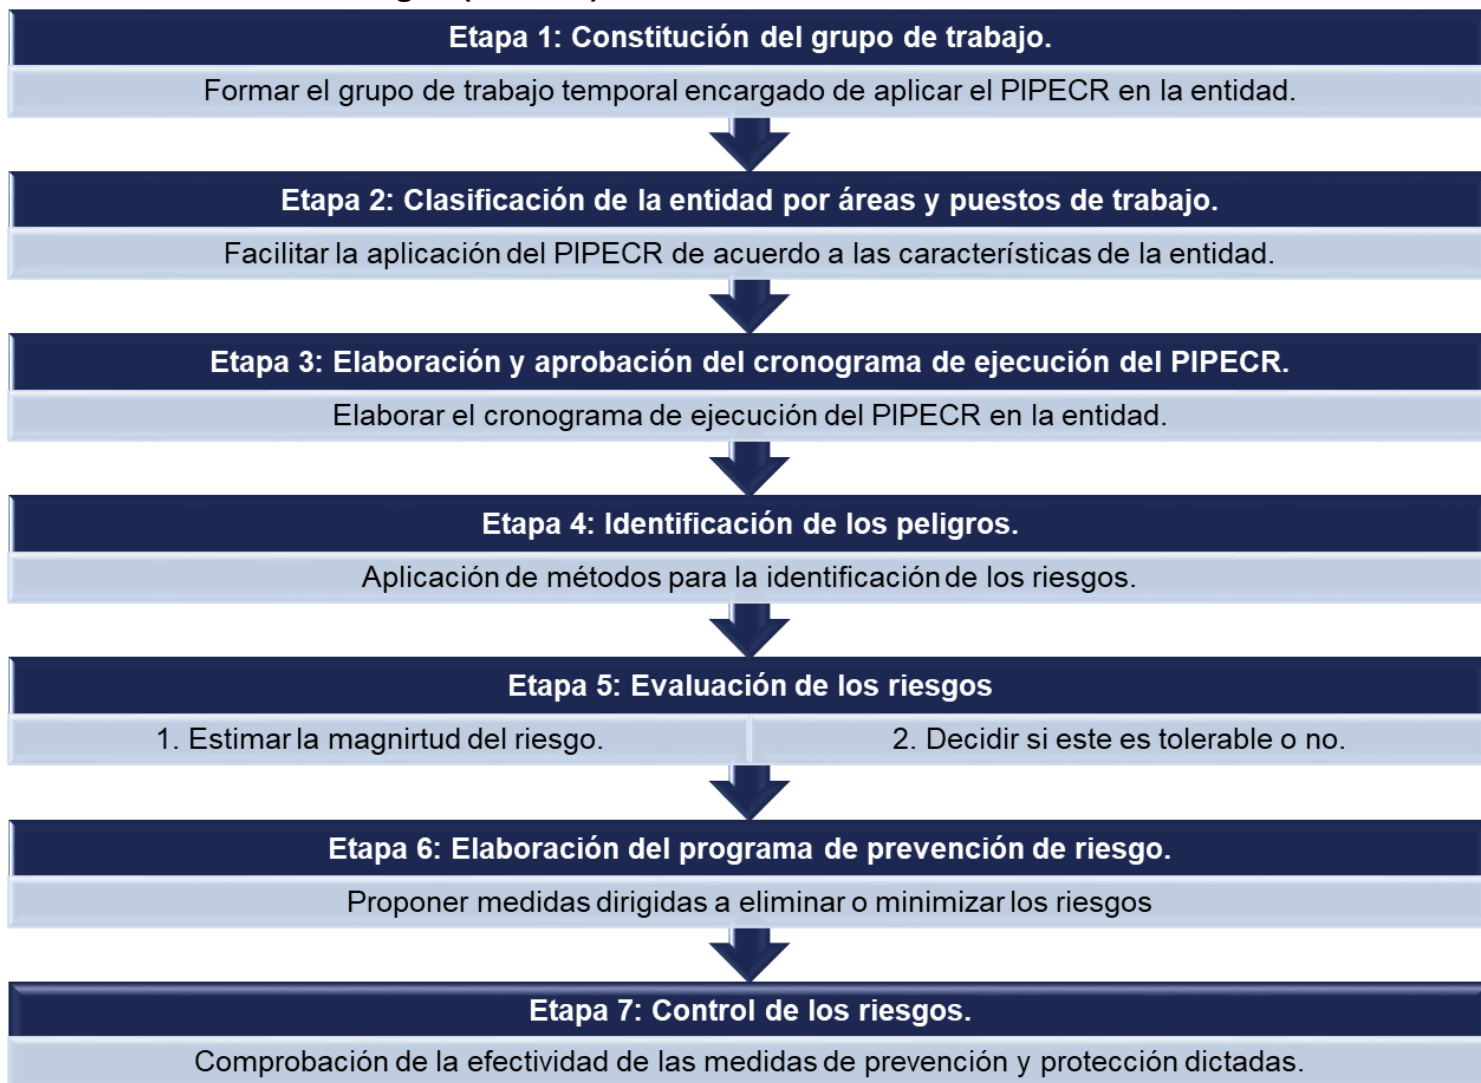 Etapa 1: Constitución del grupo de trabajo.
Formar el grupo de trabajo temporal encargado de aplicar el PIPECR en la entidad.
Etapa 2: Clasificación de la entidad por áreas y puestos de trabajo.
Facilitar la aplicación del PIPECR de acuerdo a las características de la entidad.
Etapa 3: Elaboración y aprobación del cronograma de ejecución del PIPECR.
Elaborar el cronograma de ejecución del PIPECR en la entidad.
Etapa 4: Identificación de los peligros.
Aplicación de métodos para la identificación de los riesgos.
Etapa 5: Evaluación de los riesgos
1. Estimar la magnirtud del riesgo. 2. Decidir si este es tolerable o no.
Etapa 6: Elaboración del programa de prevención de riesgo.
Proponer medidas dirigidas a eliminar o minimizar los riesgos
Etapa 7: Control de los riesgos.
Comprobación de la efectividad de las medidas de prevención y protección dictadas.